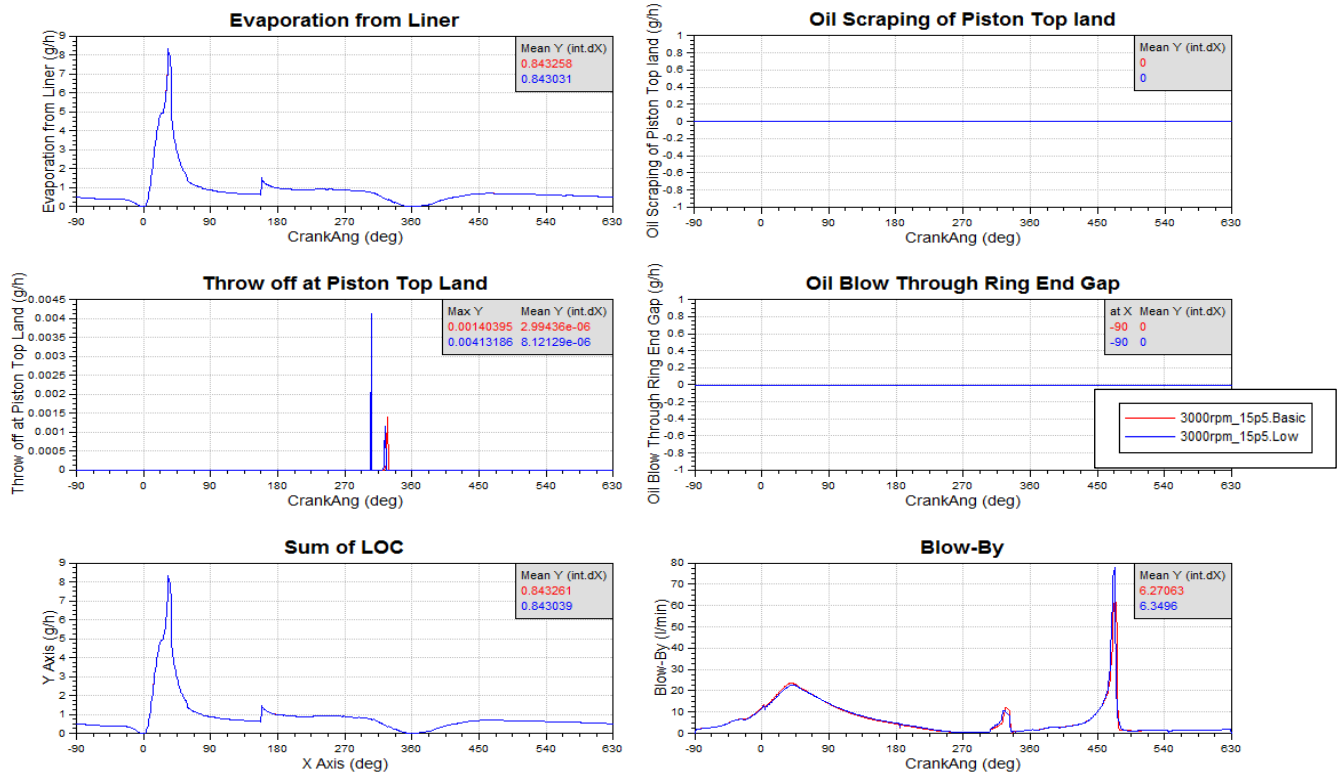 Evaporation from Liner
Evaporation from Liner (g/h)
9
8
7
6
5
4
3
2
1
0
Mean Y (int.dX)
0.843258
0.843031
-90 0 90 180 270 360 450 540 630
CrankAng (deg)
Oil Scraping of Piston Top land
Oil Scraping of Piston Top land (g/h)
1
0.8
0.6
0.4
0.2
0
-0.2
-0.4
-0.6
-0.8
-1
Mean Y (int.dX)
0
0
-90 0 90 180 270 360 450 540 630
CrankAng (deg)
Throw off at Piston Top Land
Throw off at Piston Top Land (g/h)
0.0045
0.004
0.0035
0.003
0.0025
0.002
0.0015
0.001
0.0005
0
Max Y Mean Y (int.dX)
0.00140395 2.99436e-06
0.00413186 8.12129e-06
-90 0 90 180 270 360 450 540 630
CrankAng (deg)
Oil Blow Through Ring End Gap
Oil Blow Through Ring End Gap (g/h)
1
0.8
0.6
0.4
0.2
0
-0.2
-0.4
-0.6
-0.8
-1
at X Mean Y (int.dX)
-90 0
-90 0
3000rpm_15p5.Basic
3000rpm_15p5.Low
-90 0 90 180 270 360 450 540 630
CrankAng (deg)
Sum of LOC
Y Axis (g/h)
9
8
7
6
5
4
3
2
1
0
Mean Y (int.dX)
0.843261
0.843039
-90 0 90 180 270 360 450 540 630
X Axis (deg)
Blow-By
Blow-By (l/min)
80
70
60
50
40
30
20
10
0
Mean Y (int.dX)
6.27063
6.3496
-90 0 90 180 270 360 450 540 630
CrankAng (deg)